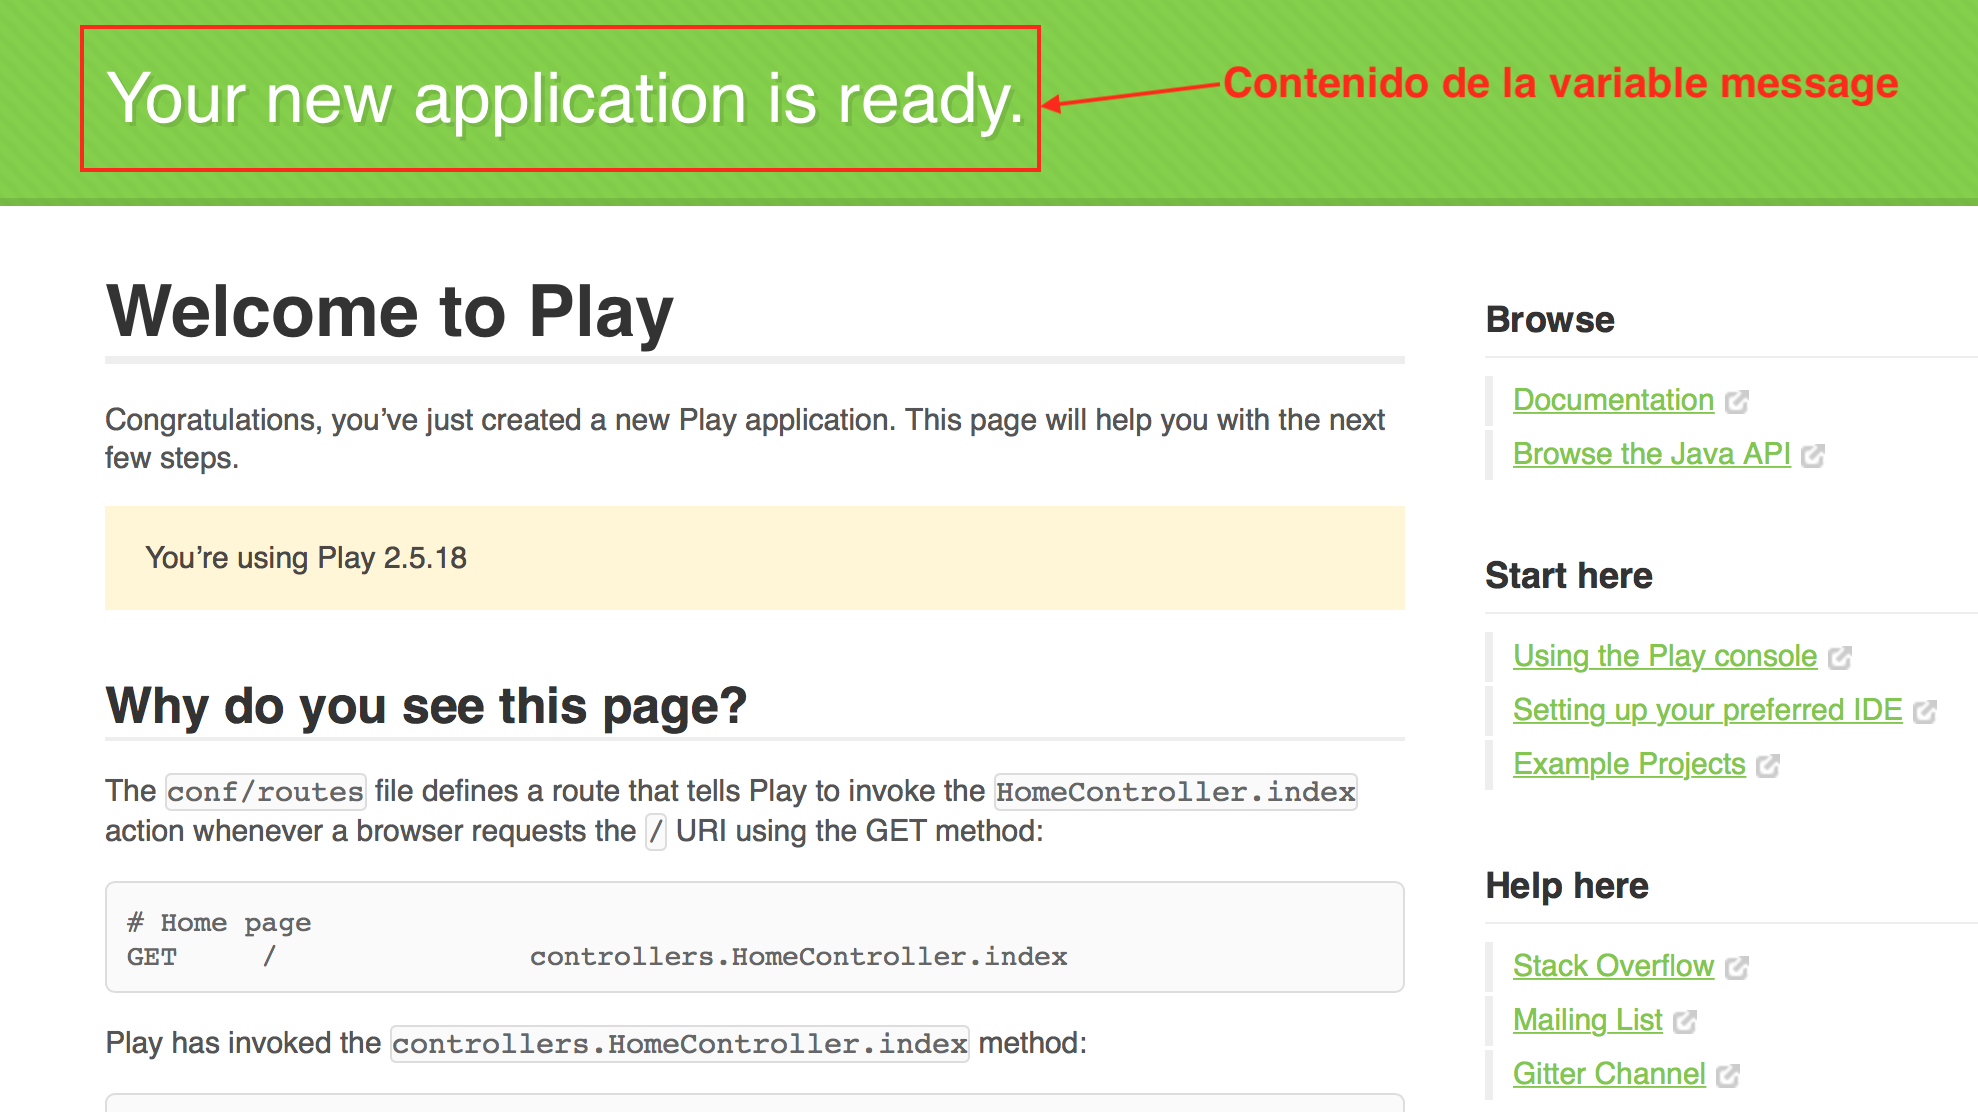 Your new application is ready.
Contenido de la variable message
Welcome to Play
Congratulations, you’ve just created a new Play application. This page will help you with the next
few steps.
You’re using Play 2.5.18
Why do you see this page?
The conf/routes file defines a route that tells Play to invoke the HomeController.index
action whenever a browser requests the / URI using the GET method:
# Home page
GET / controllers.HomeController.index
Play has invoked the controllers.HomeController.index method:
Browse
Documentation
Browse the Java API
Start here
Using the Play console
Setting up your preferred IDE
Example Projects
Help here
Stack Overflow
Mailing List
Gitter Channel